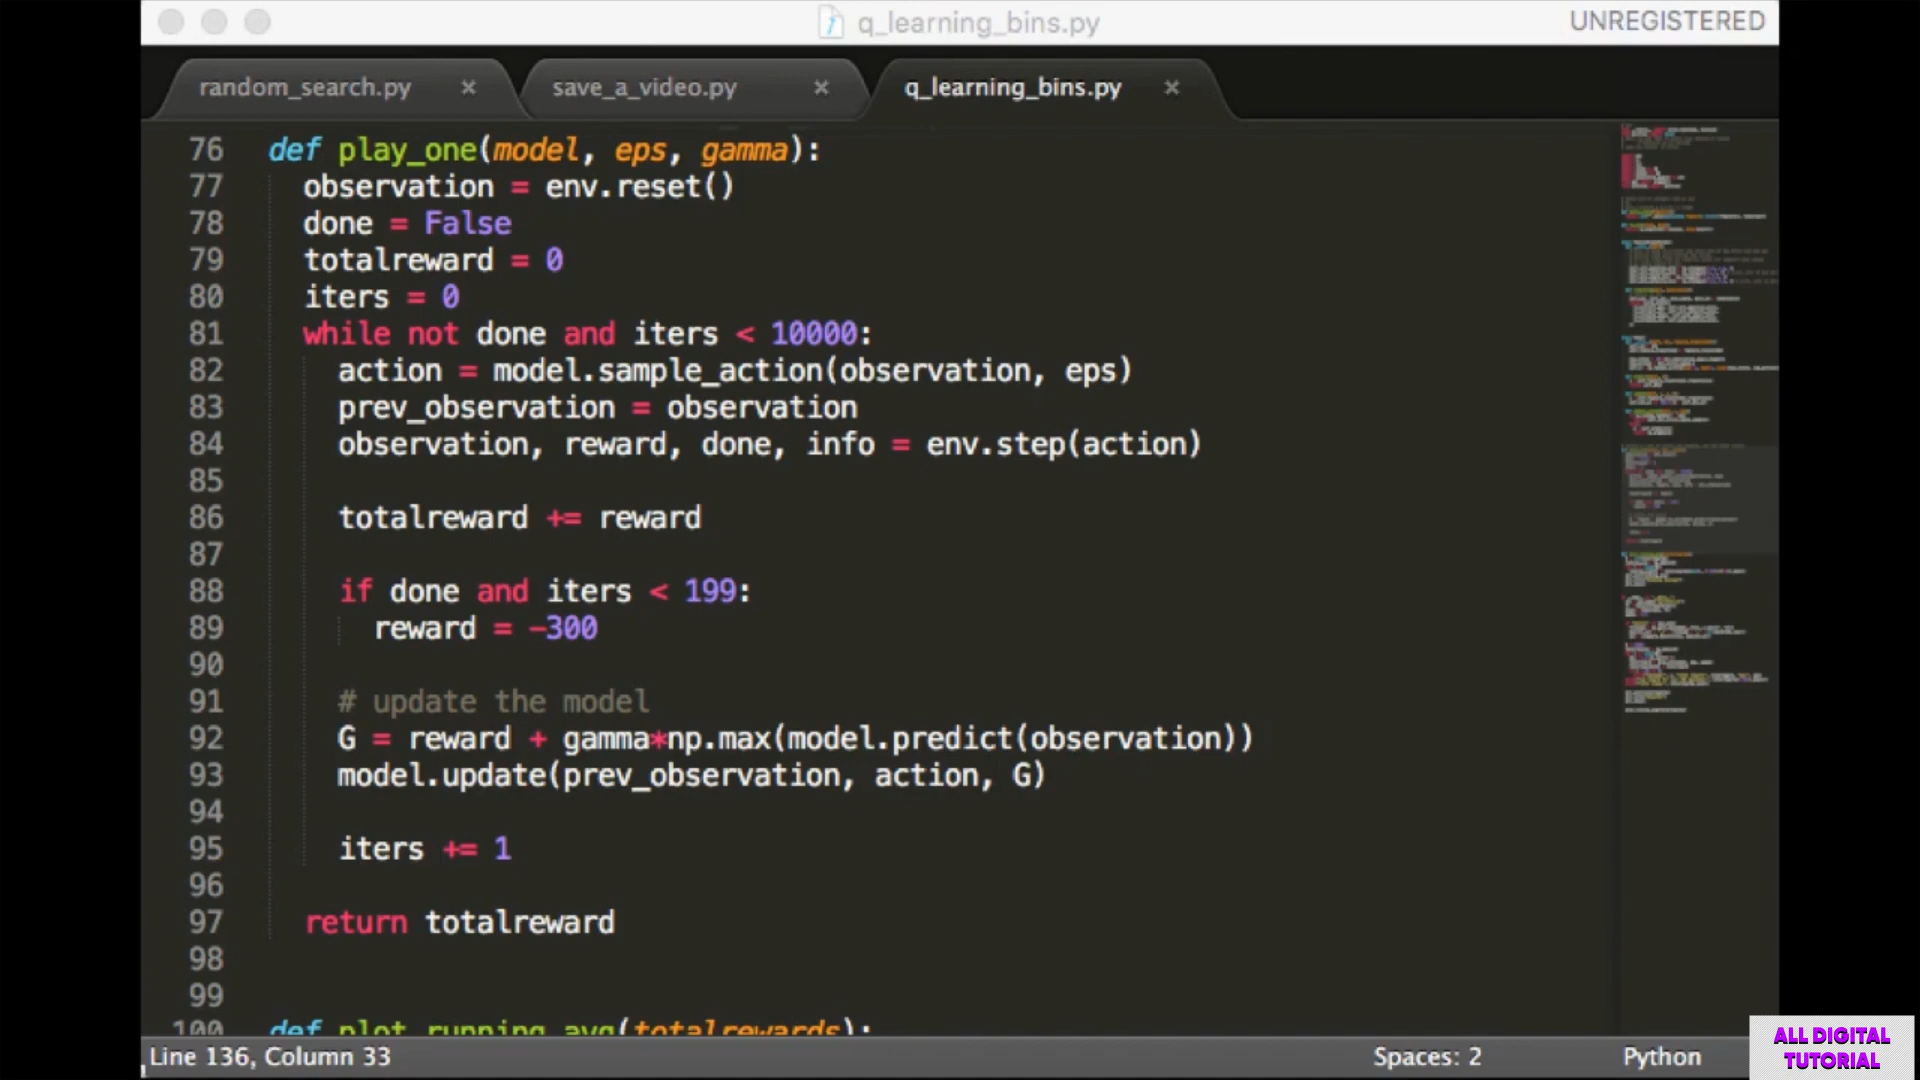 q_learning_bins.py
UNREGISTERED
random_search.py × save_a_video.py × q_learning_bins.py ×
76 def play_one(model, eps, gamma):
77 observation = env.reset()
78 done = False
79 totalreward = 0
80 iters = 0
81 while not done and iters < 10000:
82 action = model.sample_action(observation, eps)
83 prev_observation = observation
84 observation, reward, done, info = env.step(action)
85
86 totalreward += reward
87
88 if done and iters < 199:
89 reward = -300
90
91 # update the model
92 G = reward + gamma*np.max(model.predict(observation))
93 model.update(prev_observation, action, G)
94
95 iters += 1
96
97 return totalreward
98
99
100 def plot_running_avg(totalrewards):
Line 136, Column 33
Spaces: 2
Python
ALL DIGITAL
TUTORIAL